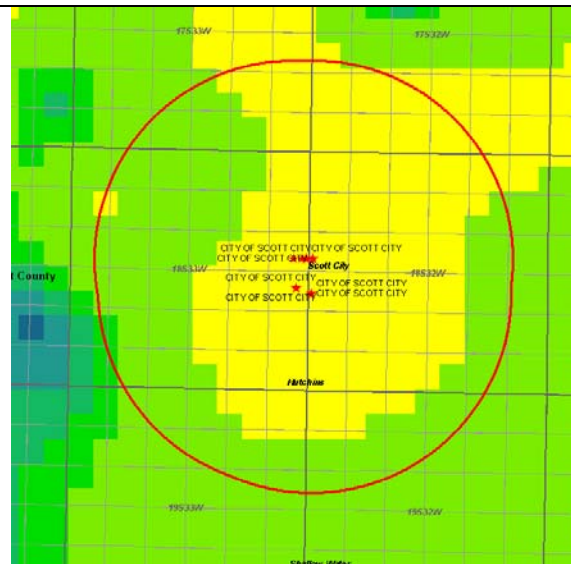 17S33W
17S32W
CITY OF SCOTT CITY CITY OF SCOTT CITY
CITY OF SCOTT CITY
Scott City
t County
18S33W
18S32W
CITY OF SCOTT CITY
CITY OF SCOTT CITY
CITY OF SCOTT CITY
CITY OF SCOTT CITY
Hutchins
19S33W
19S32W